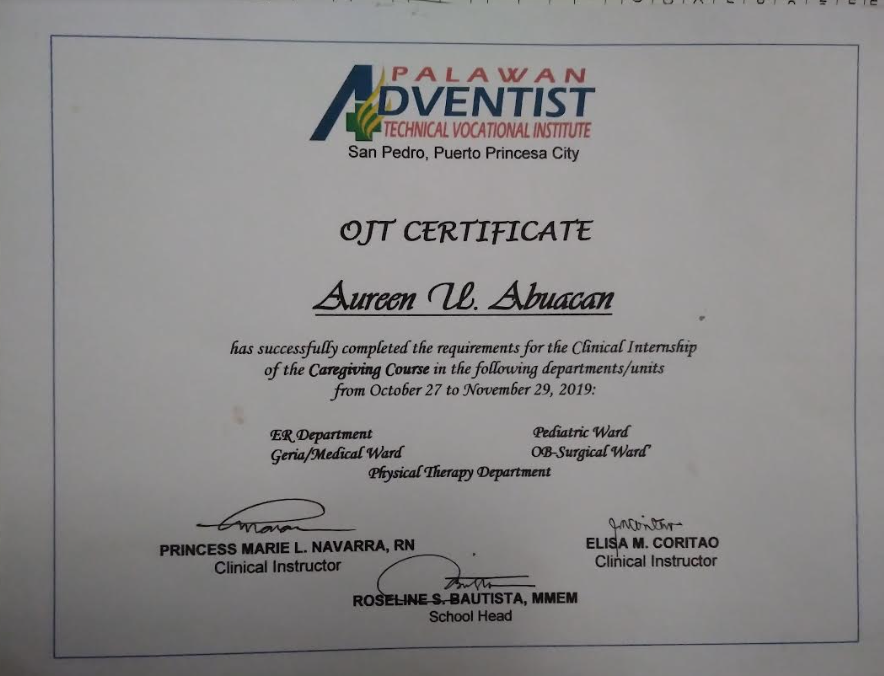 PALAWAN
ADVENTIST
TECHNICAL VOCATIONAL INSTITUTE
San Pedro, Puerto Princesa City
OJT CERTIFICATE
Aureen U. Abuacan
has successfully completed the requirements for the Clinical Internship
of the Caregiving Course in the following departments/units
from October 27 to November 29, 2019:
ER Department Pediatric Ward
Geria/Medical Ward OB-Surgical Ward
Physical Therapy Department
PRINCESS MARIE L. NAVARRA, RN ELISA M. CORITAO
Clinical Instructor Clinical Instructor
ROSELINE S. BAUTISTA, MMEM
School Head